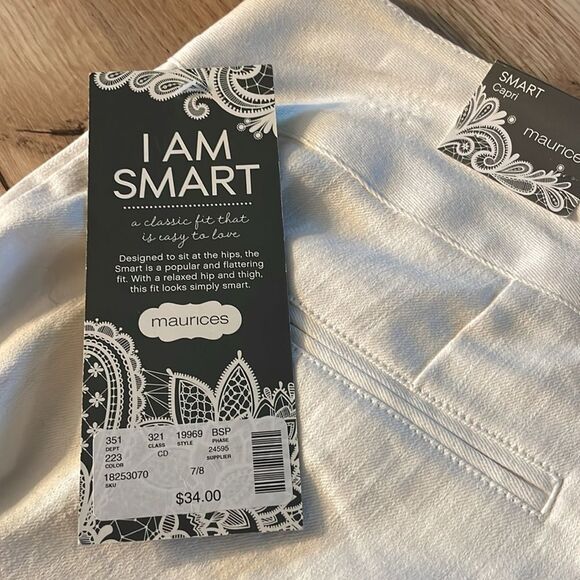 I AM
SMART
a classic fit that
is easy to love
Designed to sit at the hips, the
Smart is a popular and flattering
fit. With a relaxed hip and thigh,
this fit looks simply smart.
maurices
351 321 19969 BSP
DEPT CLASS STYLE PHASE
223 CD 24595
COLOR SUPPLIER
18253070 7/8
SKU
$34.00
SMART
Capri
maurices